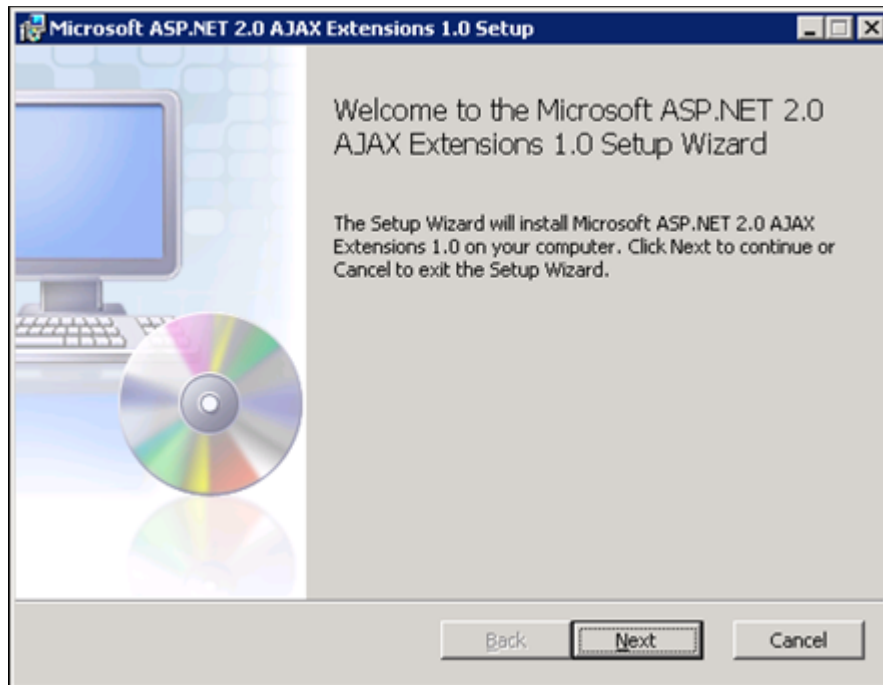 Microsoft ASP.NET 2.0 AJAX Extensions 1.0 Setup
Welcome to the Microsoft ASP.NET 2.0
AJAX Extensions 1.0 Setup Wizard
The Setup Wizard will install Microsoft ASP.NET 2.0 AJAX
Extensions 1.0 on your computer. Click Next to continue or
Cancel to exit the Setup Wizard.
Back Next Cancel